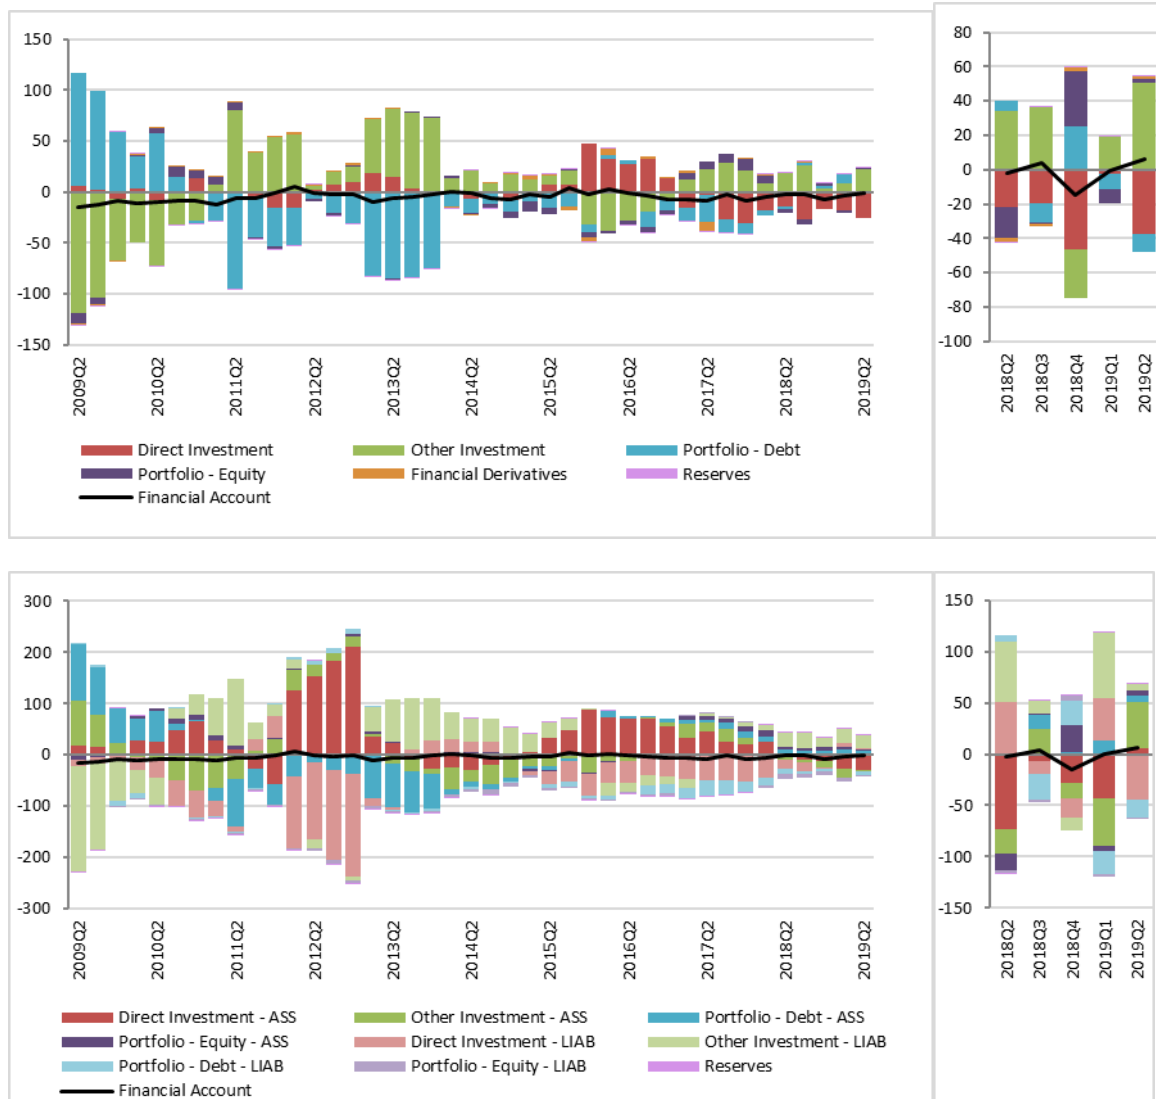 150
100
50
0
-50
-100
-150
2009Q2
2010Q2
2011Q2
2012Q2
2013Q2
2014Q2
2015Q2
2016Q2
2017Q2
2018Q2
2019Q2
Direct Investment Other Investment Portfolio - Debt
Portfolio - Equity Financial Derivatives Reserves
Financial Account
80
60
40
20
0
-20
-40
-60
-80
-100
2018Q2
2018Q3
2018Q4
2019Q1
2019Q2
300
200
100
0
-100
-200
-300
2009Q2
2010Q2
2011Q2
2012Q2
2013Q2
2014Q2
2015Q2
2016Q2
2017Q2
2018Q2
2019Q2
Direct Investment - ASS Other Investment - ASS Portfolio - Debt - ASS
Portfolio - Equity - ASS Direct Investment - LIAB Other Investment - LIAB
Portfolio - Debt - LIAB Portfolio - Equity - LIAB Reserves
Financial Account
150
100
50
0
-50
-100
-150
2018Q2
2018Q3
2018Q4
2019Q1
2019Q2